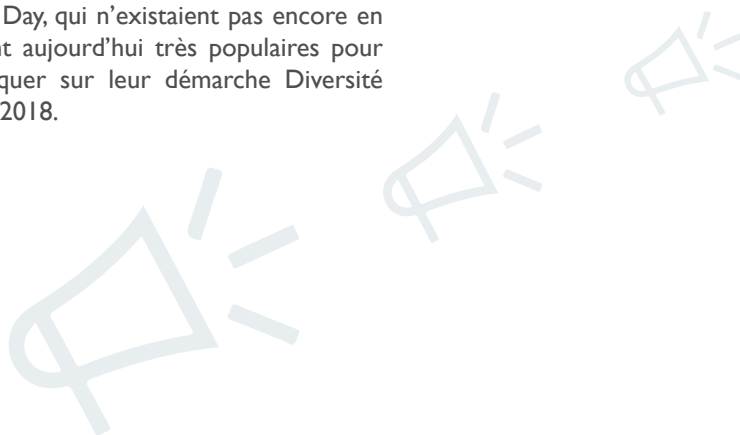 Day, qui n’existaient pas encore en
t aujourd’hui très populaires pour
quer sur leur démarche Diversité
2018.